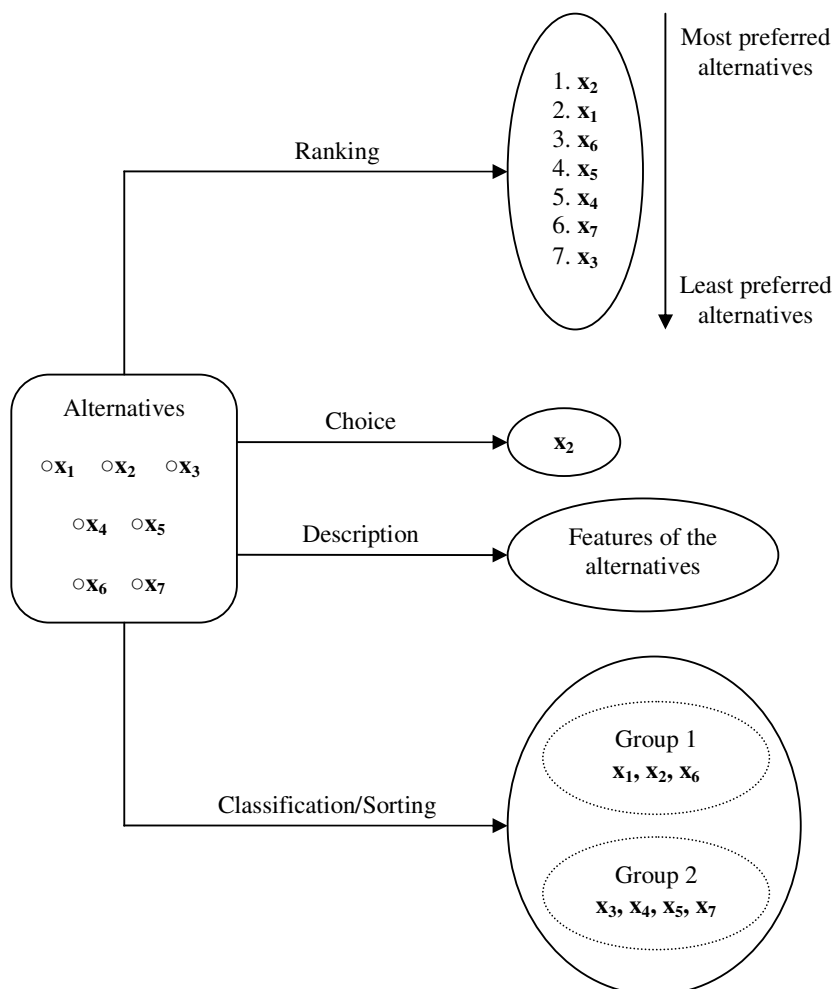 Most preferred
alternatives
1. x₂
2. x₁
3. x₆
4. x₅
5. x₄
6. x₇
7. x₃
Ranking
Least preferred
alternatives
Alternatives
○x₁ ○x₂ ○x₃
○x₄ ○x₅
○x₆ ○x₇
Choice
x₂
Description
Features of the
alternatives
Classification/Sorting
Group 1
x₁, x₂, x₆
Group 2
x₃, x₄, x₅, x₇